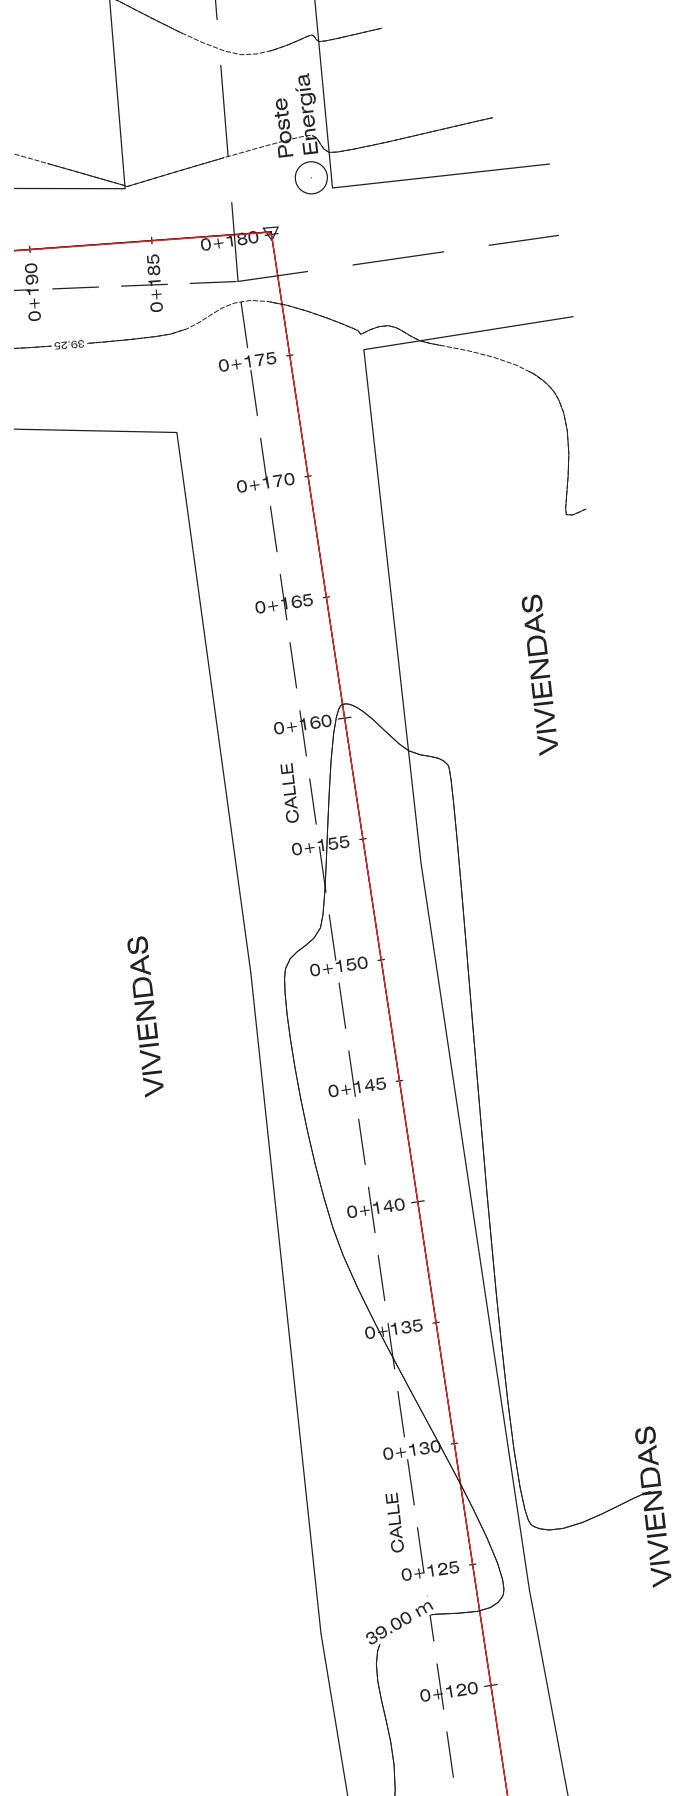 Poste
Energía
0+180
0+185
0+190
39.25
0+175
0+170
0+165
VIVIENDAS
0+160
CALLE
0+155
VIVIENDAS
0+150
0+145
0+140
0+135
0+130
VIVIENDAS
CALLE
0+125
39.00 m
0+120